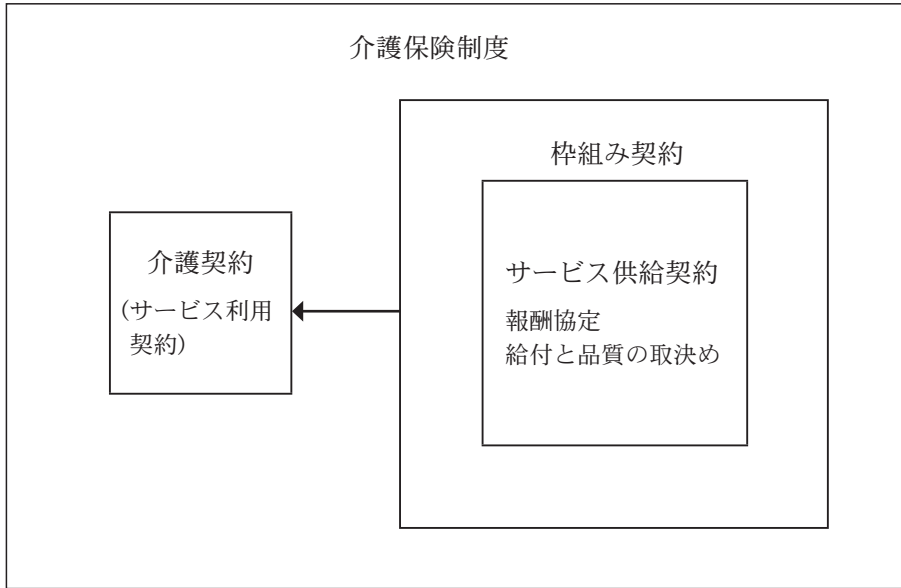 介護保険制度
枠組み契約
介護契約
(サービス利用
契約)
サービス供給契約
報酬協定
給付と品質の取決め